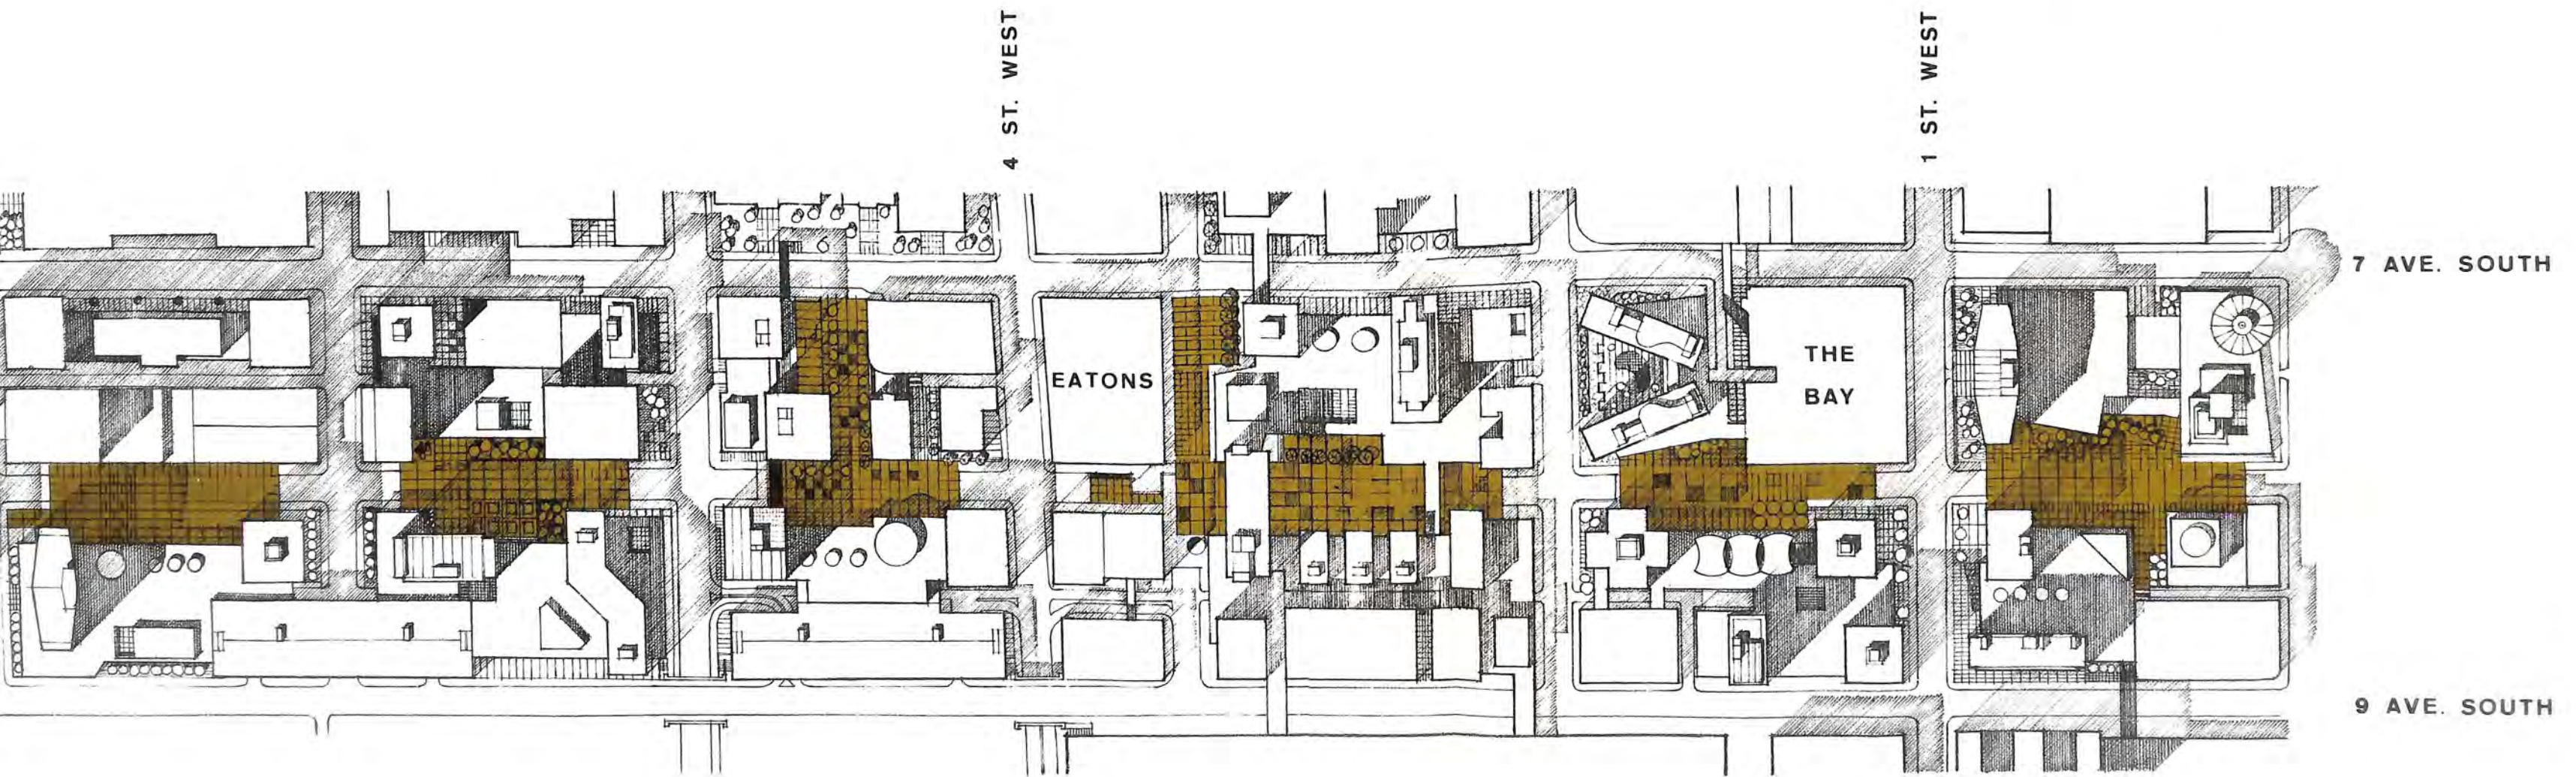 4 ST. WEST
1 ST. WEST
7 AVE. SOUTH
EATONS
THE
BAY
9 AVE. SOUTH